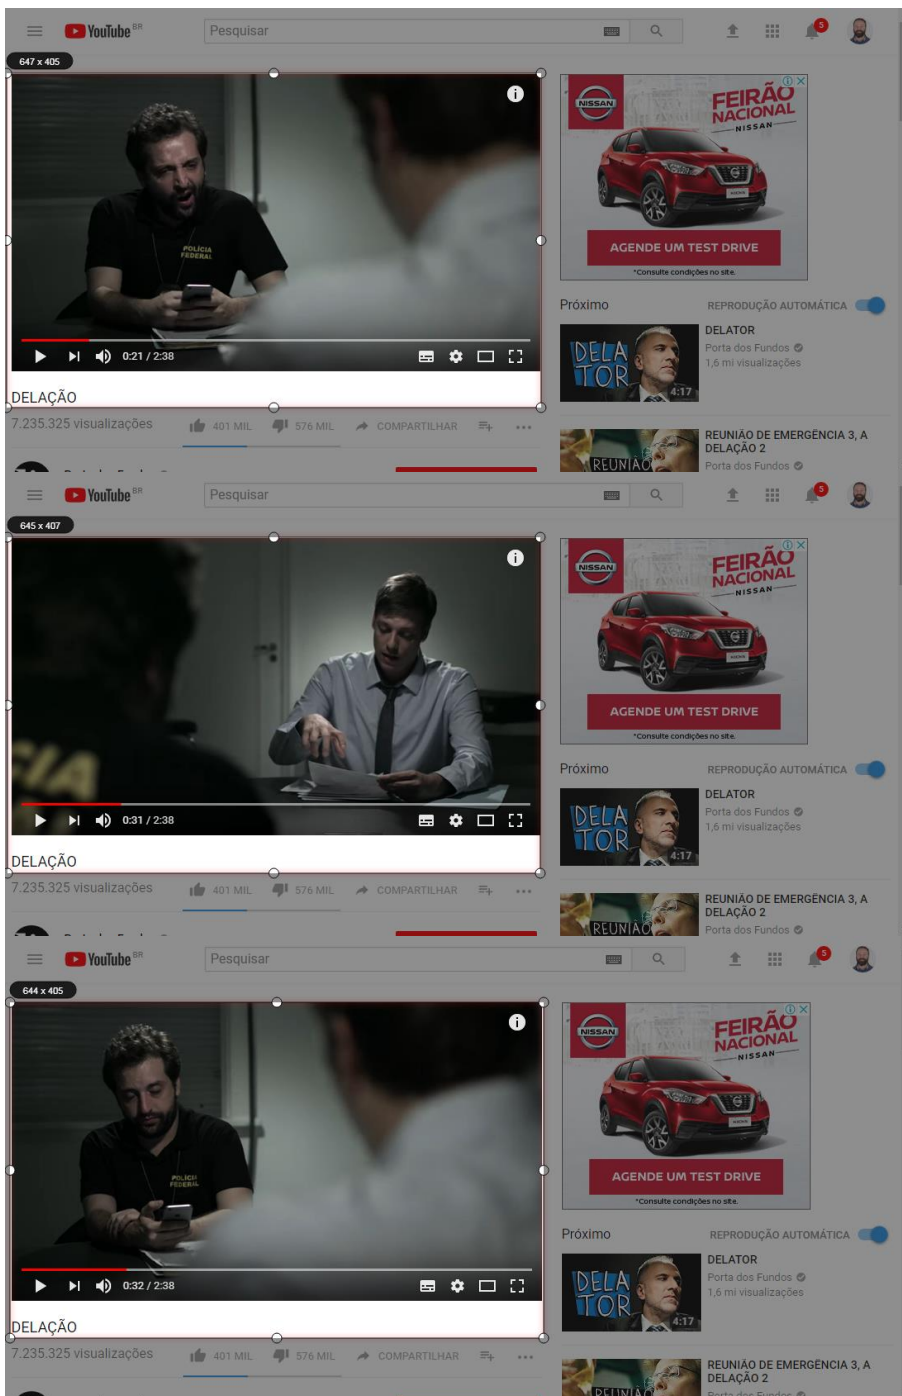 YouTube BR
Pesquisar
5
647 x 405
POLÍCIA
FEDERAL
0:21 / 2:38
DELAÇÃO
7.235.325 visualizações
401 MIL
576 MIL
COMPARTILHAR
NISSAN
FEIRÃO
NACIONAL
NISSAN
AGENDE UM TEST DRIVE
*Consulte condições no site.
Próximo
REPRODUÇÃO AUTOMÁTICA
DELA
TOR
4:17
DELATOR
Porta dos Fundos
1,6 mi visualizações
REUNIÃO
REUNIÃO DE EMERGÊNCIA 3, A
DELAÇÃO 2
Porta dos Fundos
YouTube BR
Pesquisar
5
645 x 407
CIA
0:31 / 2:38
DELAÇÃO
7.235.325 visualizações
401 MIL
576 MIL
COMPARTILHAR
NISSAN
FEIRÃO
NACIONAL
NISSAN
AGENDE UM TEST DRIVE
*Consulte condições no site.
Próximo
REPRODUÇÃO AUTOMÁTICA
DELA
TOR
4:17
DELATOR
Porta dos Fundos
1,6 mi visualizações
REUNIÃO
REUNIÃO DE EMERGÊNCIA 3, A
DELAÇÃO 2
Porta dos Fundos
YouTube BR
Pesquisar
5
644 x 405
POLÍCIA
FEDERAL
0:32 / 2:38
DELAÇÃO
7.235.325 visualizações
401 MIL
576 MIL
COMPARTILHAR
NISSAN
FEIRÃO
NACIONAL
NISSAN
AGENDE UM TEST DRIVE
*Consulte condições no site.
Próximo
REPRODUÇÃO AUTOMÁTICA
DELA
TOR
4:17
DELATOR
Porta dos Fundos
1,6 mi visualizações
REUNIÃO
REUNIÃO DE EMERGÊNCIA 3, A
DELAÇÃO 2
Porta dos Fundos